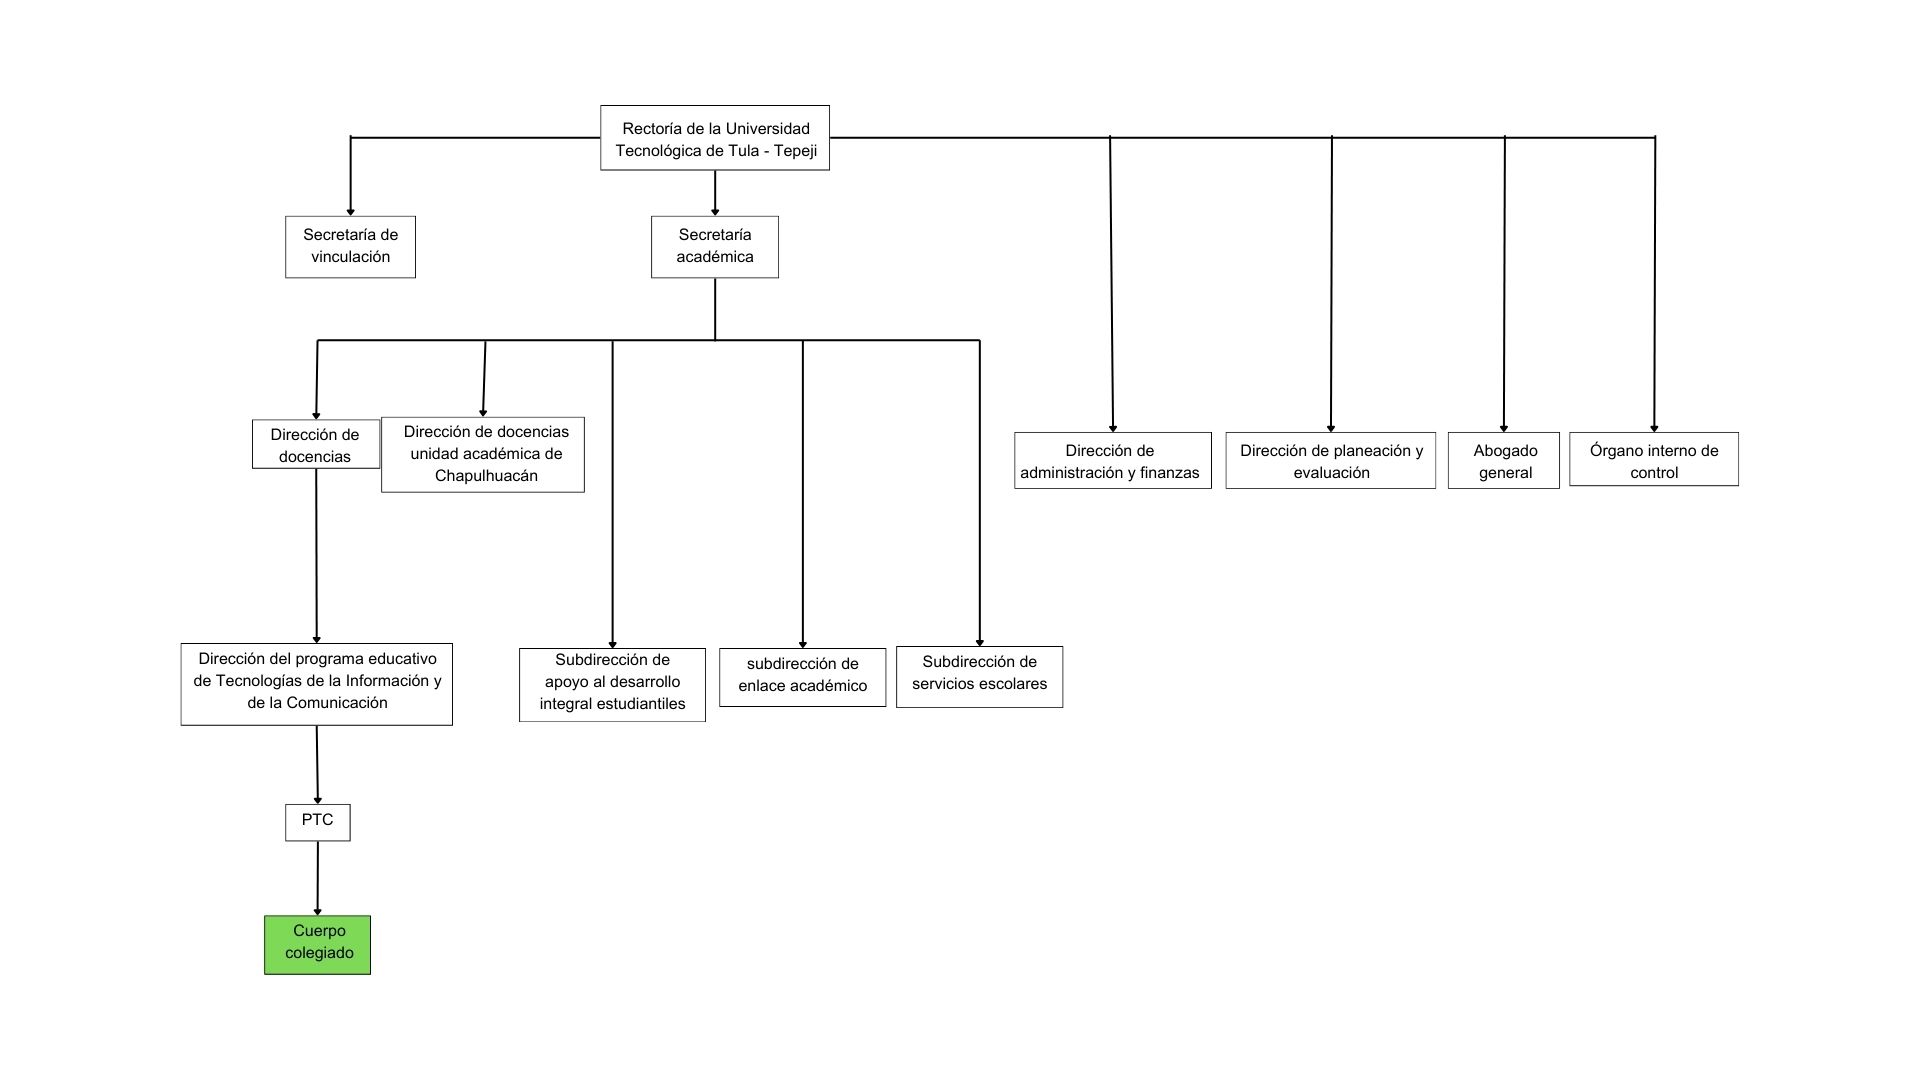 Rectoría de la Universidad
Tecnológica de Tula - Tepeji
Secretaría de
vinculación
Secretaría
académica
Dirección de
docencias
Dirección de docencias
unidad académica de
Chapulhuacán
Dirección de
administración y finanzas
Dirección de planeación y
evaluación
Abogado
general
Órgano interno de
control
Dirección del programa educativo
de Tecnologías de la Información y
de la Comunicación
Subdirección de
apoyo al desarrollo
integral estudiantiles
subdirección de
enlace académico
Subdirección de
servicios escolares
PTC
Cuerpo
colegiado